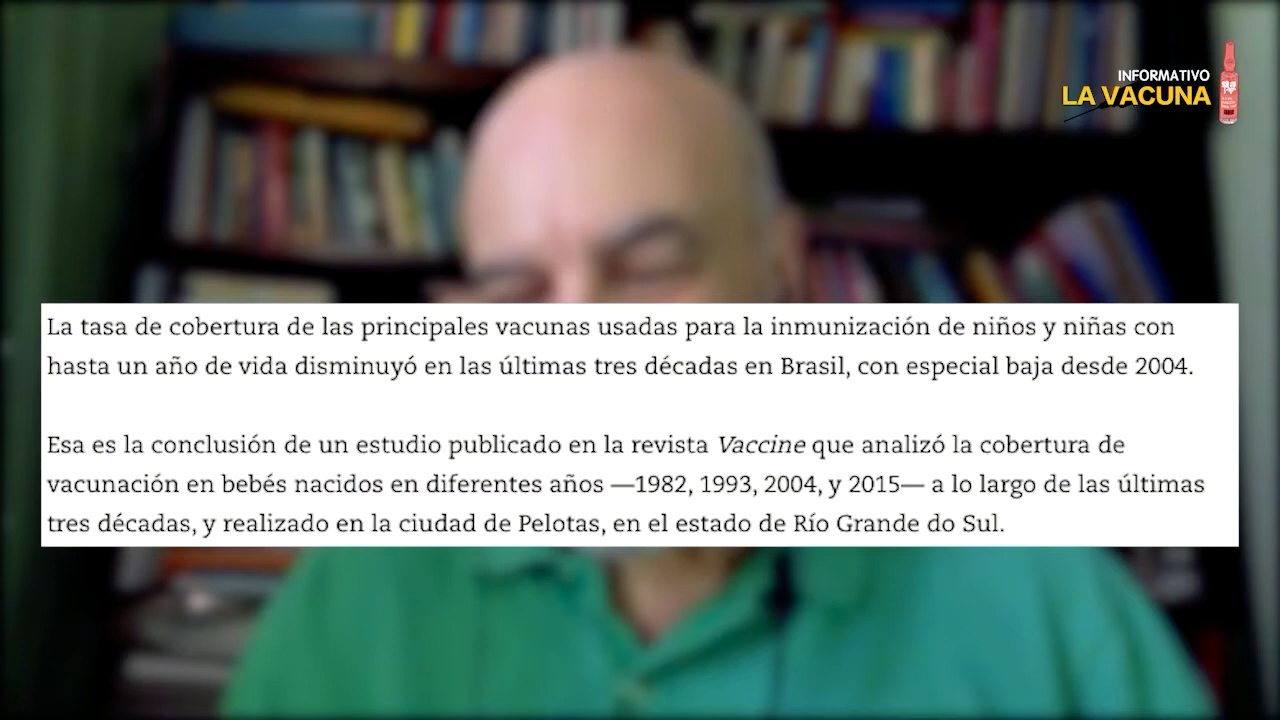 INFORMATIVO
LA VACUNA
La tasa de cobertura de las principales vacunas usadas para la inmunización de niños y niñas con
hasta un año de vida disminuyó en las últimas tres décadas en Brasil, con especial baja desde 2004.
Esa es la conclusión de un estudio publicado en la revista Vaccine que analizó la cobertura de
vacunación en bebés nacidos en diferentes años —1982, 1993, 2004, y 2015— a lo largo de las últimas
tres décadas, y realizado en la ciudad de Pelotas, en el estado de Río Grande do Sul.